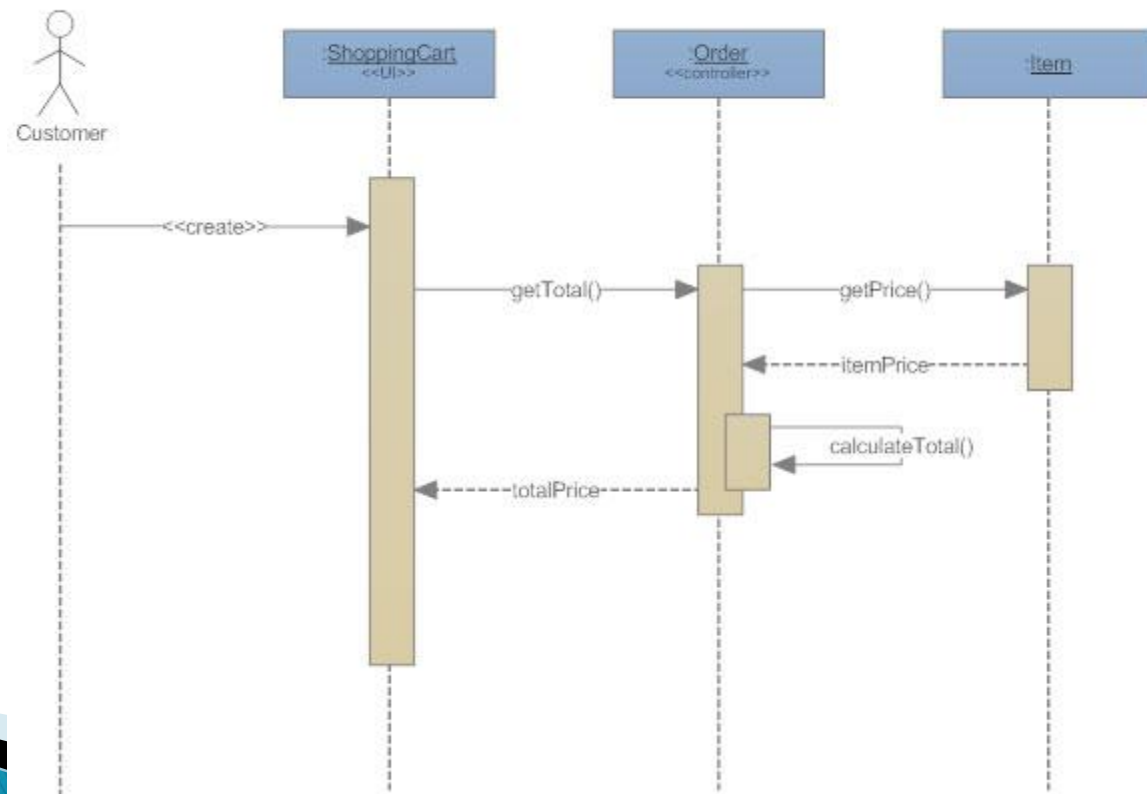 :ShoppingCart
<<UI>>
:Order
<<controller>>
:Item
Customer
<<create>>
getTotal()
getPrice()
itemPrice
calculateTotal()
totalPrice